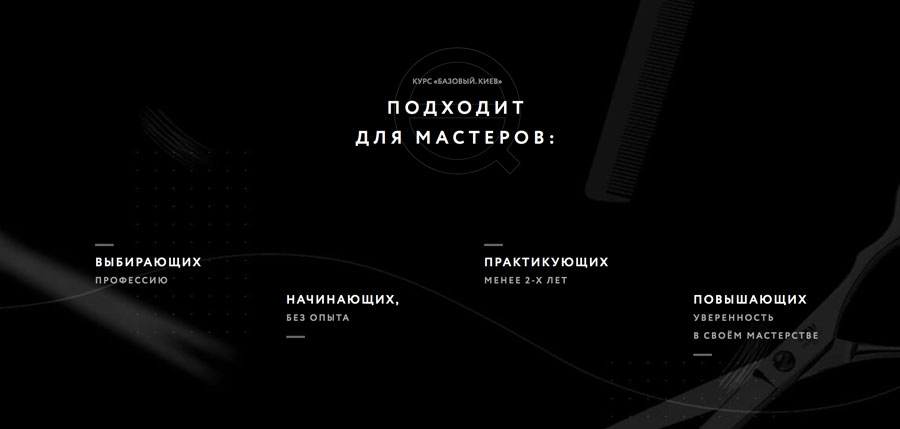 КУРС «БАЗОВЫЙ. КИЕВ»
ПОДХОДИТ
ДЛЯ МАСТЕРОВ:
ВЫБИРАЮЩИХ
ПРОФЕССИЮ
НАЧИНАЮЩИХ,
БЕЗ ОПЫТА
ПРАКТИКУЮЩИХ
МЕНЕЕ 2-Х ЛЕТ
ПОВЫШАЮЩИХ
УВЕРЕННОСТЬ
В СВОЁМ МАСТЕРСТВЕ